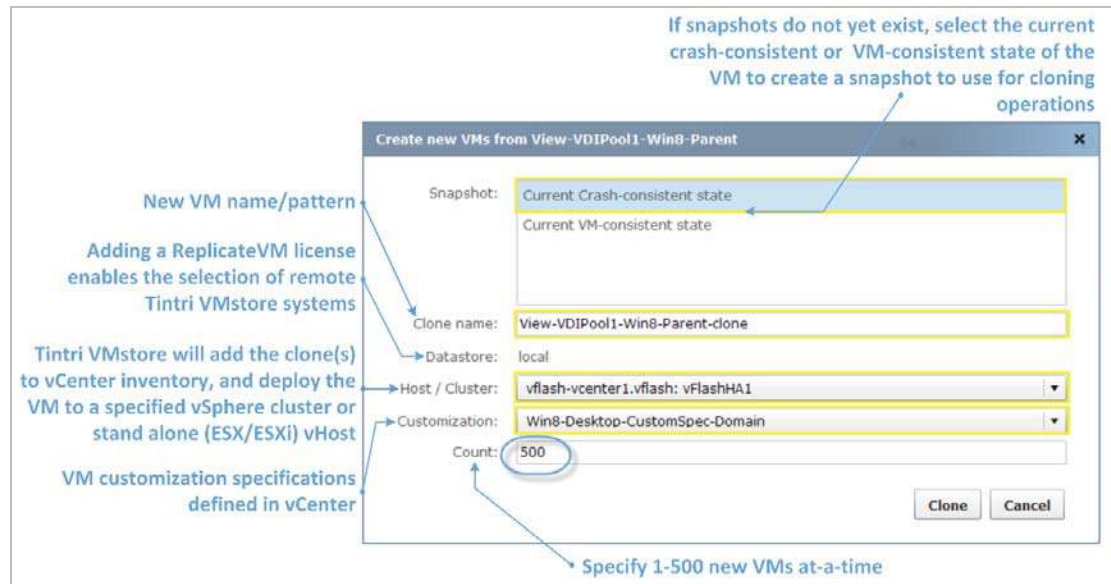 If snapshots do not yet exist, select the current
crash-consistent or VM-consistent state of the
VM to create a snapshot to use for cloning
operations
Create new VMs from View-VDIPool1-Win8-Parent
x
Snapshot:
Current Crash-consistent state
Current VM-consistent state
New VM name/pattern
Adding a ReplicateVM license
enables the selection of remote
Tintri VMstore systems
Clone name:
View-VDIPool1-Win8-Parent-clone
Datastore:
local
Tintri VMstore will add the clone(s)
to vCenter inventory, and deploy the
VM to a specified vSphere cluster or
stand alone (ESX/ESXi) vHost
Host / Cluster:
vflash-vcenter1.vflash: vFlashHA1
Customization:
Win8-Desktop-CustomSpec-Domain
Count:
500
VM customization specifications
defined in vCenter
Clone
Cancel
Specify 1-500 new VMs at-a-time